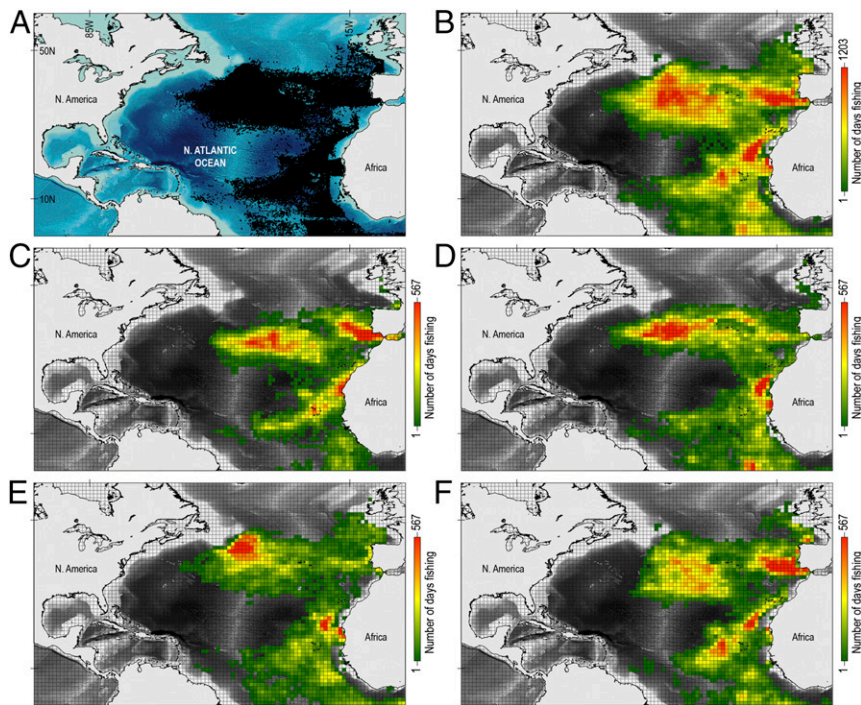 A
85W
15W
50N
N. America
N. ATLANTIC
OCEAN
Africa
10N
B
N. America
Africa
1203
Number of days fishing
1
C
N. America
Africa
567
Number of days fishing
1
D
N. America
Africa
567
Number of days fishing
1
E
N. America
Africa
567
Number of days fishing
1
F
N. America
Africa
567
Number of days fishing
1